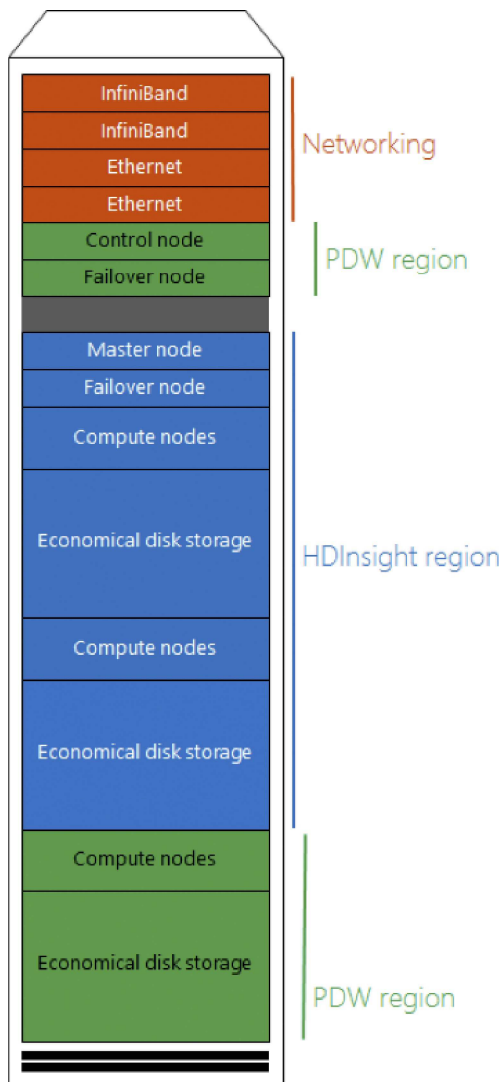 InfiniBand
InfiniBand
Ethernet
Ethernet
Networking
Control node
Failover node
PDW region
Master node
Failover node
Compute nodes
Economical disk storage
Compute nodes
Economical disk storage
HDInsight region
Compute nodes
Economical disk storage
PDW region